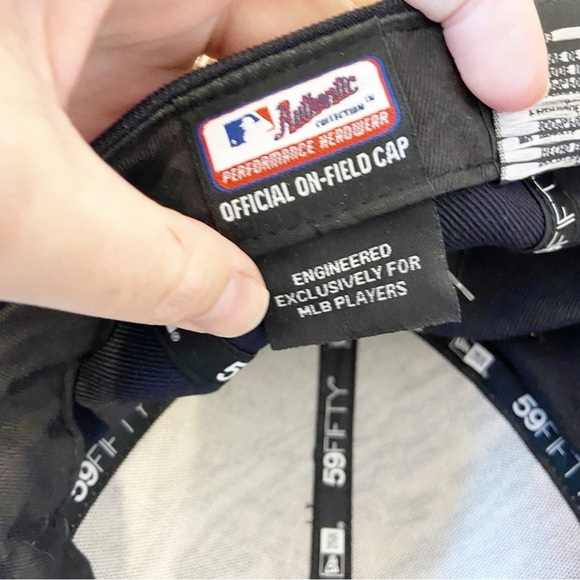 Authentic
COLLECTION
PERFORMANCE HEADWEAR
OFFICIAL ON-FIELD CAP
ENGINEERED
EXCLUSIVELY FOR
MLB PLAYERS
59FIFTY
59FIFTY
59FIFTY